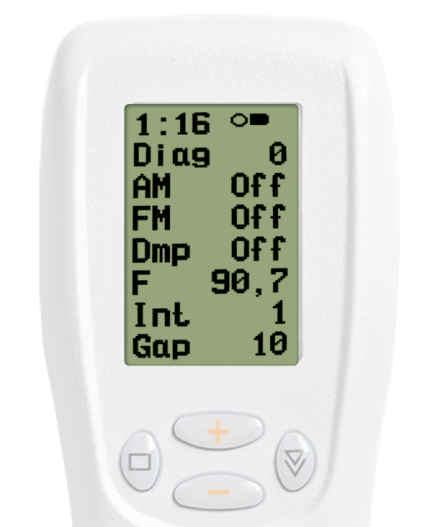 1:16
Diag 0
AM Off
FM Off
Dmp Off
F 90,7
Int 1
Gap 10